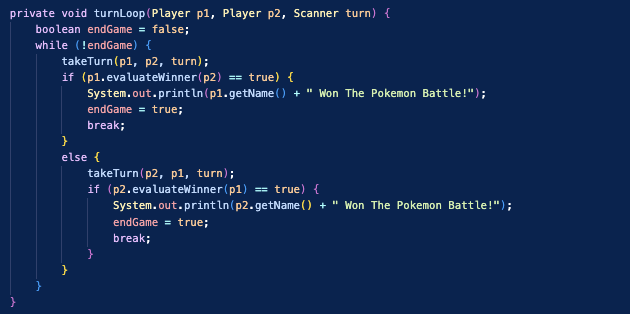 private void turnLoop(Player p1, Player p2, Scanner turn) {
    boolean endGame = false;
    while (!endGame) {
        takeTurn(p1, p2, turn);
        if (p1.evaluateWinner(p2) == true) {
            System.out.println(p1.getName() + " Won The Pokemon Battle!");
            endGame = true;
            break;
        }
        else {
            takeTurn(p2, p1, turn);
            if (p2.evaluateWinner(p1) == true) {
                System.out.println(p2.getName() + " Won The Pokemon Battle!");
                endGame = true;
                break;
            }
        }
    }
}